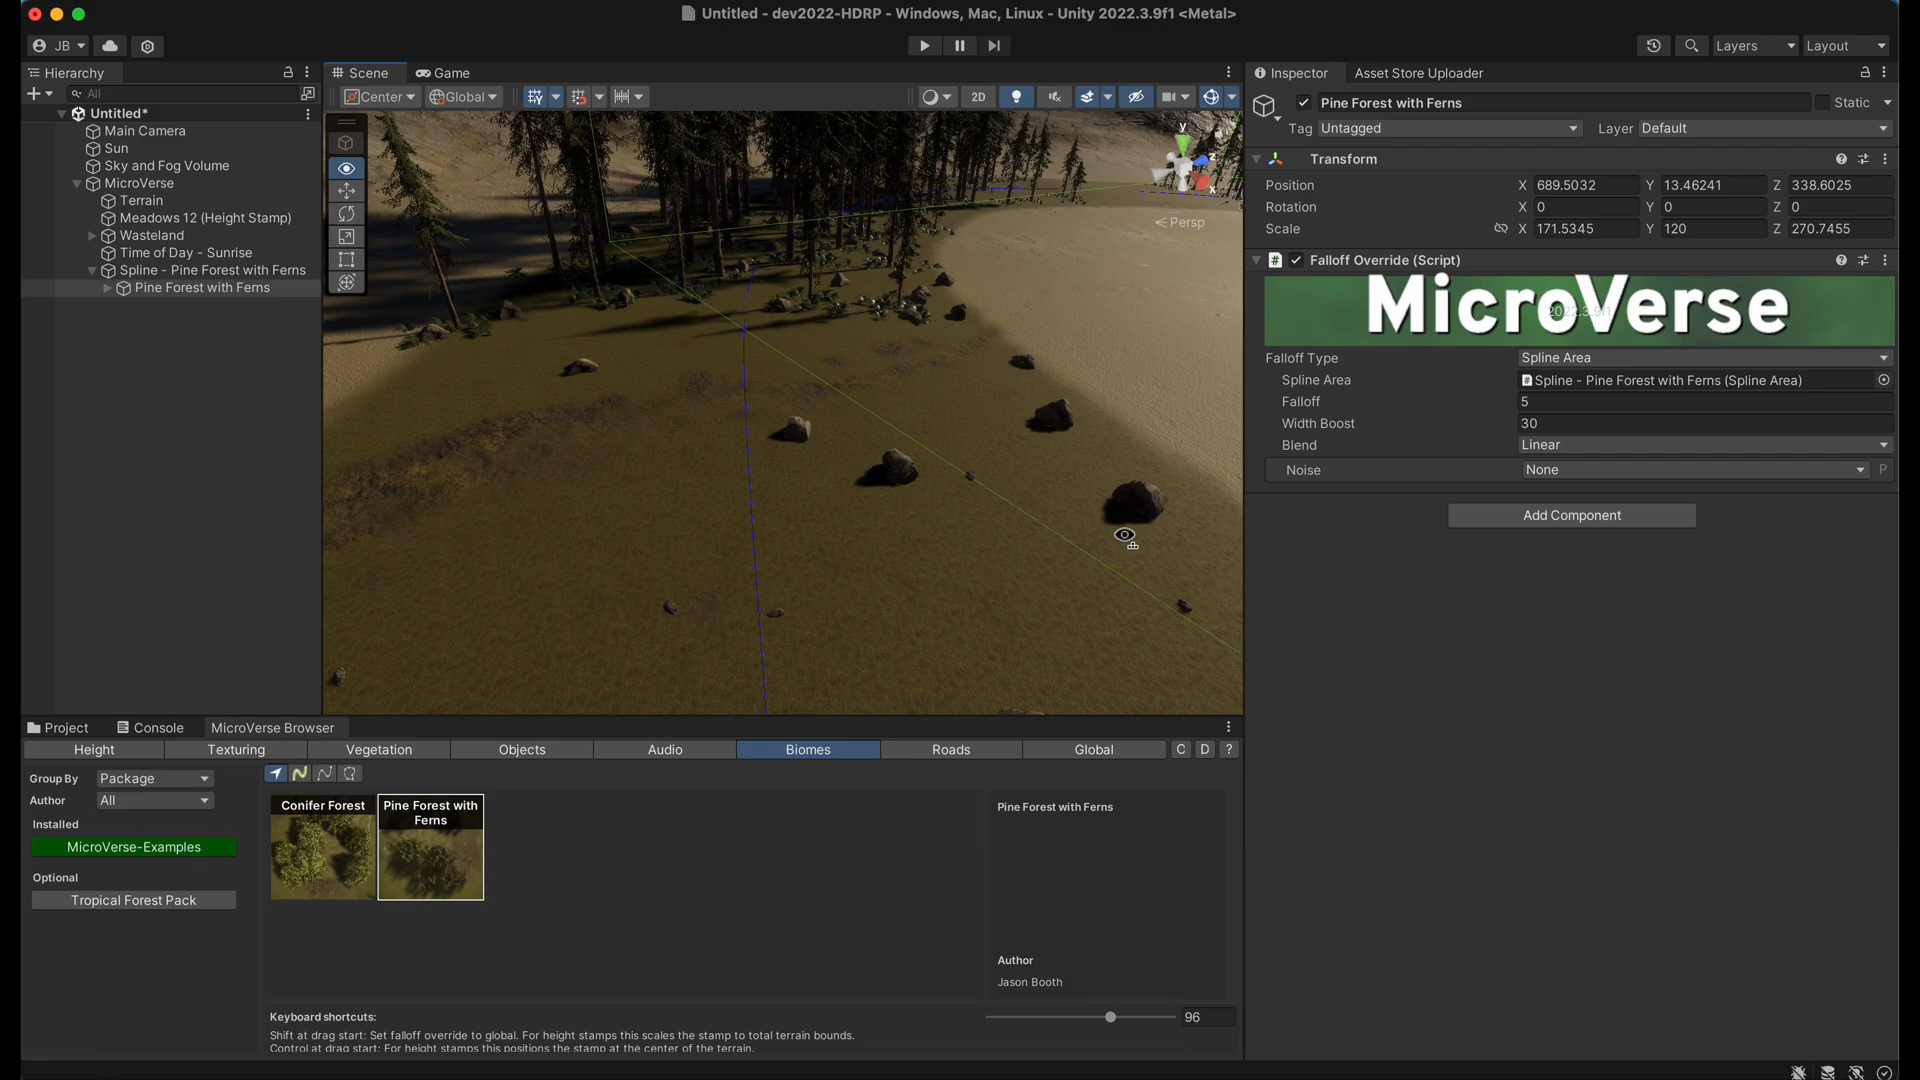 Untitled - dev2022-HDRP - Windows, Mac, Linux - Unity 2022.3.9f1 <Metal>
JB
Layers
Layout
Hierarchy
All
Untitled*
Main Camera
Sun
Sky and Fog Volume
MicroVerse
Terrain
Meadows 12 (Height Stamp)
Wasteland
Time of Day - Sunrise
Spline - Pine Forest with Ferns
Pine Forest with Ferns
Scene
Game
Center
Global
2D
y
z
x
Persp
Inspector
Asset Store Uploader
Pine Forest with Ferns
Static
Tag
Untagged
Layer
Default
Transform
Position
X 689.5032
Y 13.46241
Z 338.6025
Rotation
X 0
Y 0
Z 0
Scale
X 171.5345
Y 120
Z 270.7455
Falloff Override (Script)
MicroVerse
2022.3.9f1
Falloff Type
Spline Area
Spline Area
Spline - Pine Forest with Ferns (Spline Area)
Falloff
5
Width Boost
30
Blend
Linear
Noise
None
P
Add Component
Project
Console
MicroVerse Browser
Height
Texturing
Vegetation
Objects
Audio
Biomes
Roads
Global
C
D
?
Group By
Package
Author
All
Installed
MicroVerse-Examples
Optional
Tropical Forest Pack
Conifer Forest
Pine Forest with
Ferns
Pine Forest with Ferns
Author
Jason Booth
Keyboard shortcuts:
96
Shift at drag start: Set falloff override to global. For height stamps this scales the stamp to total terrain bounds.
Control at drag start: For height stamps this positions the stamp at the center of the terrain.